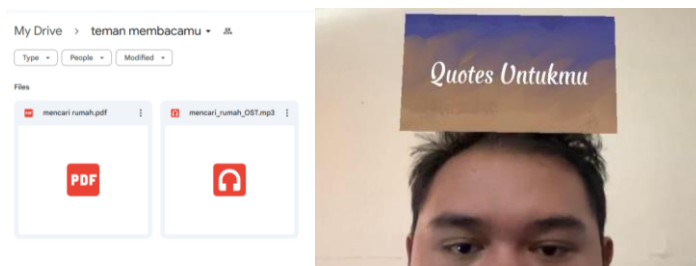 My Drive > teman membacamu
Type People Modified
Files
mencari rumah.pdf
mencari_rumah_OST.mp3
PDF
Quotes Untukmu